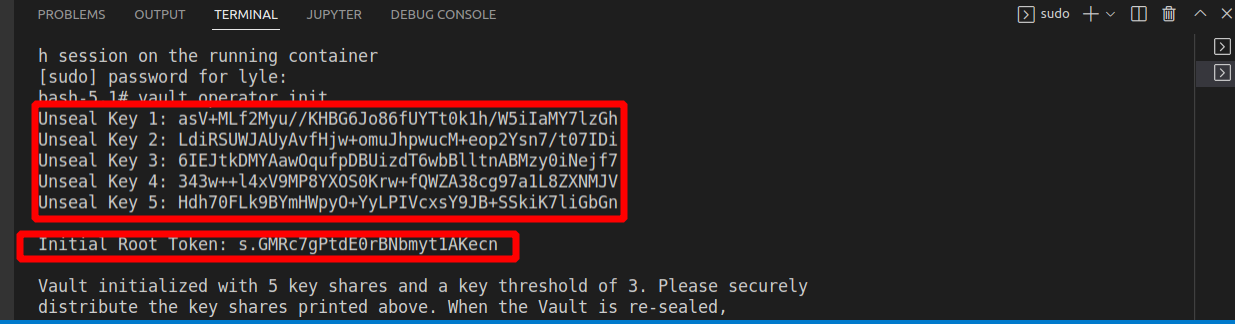 PROBLEMS OUTPUT TERMINAL JUPYTER DEBUG CONSOLE sudo
h session on the running container
[sudo] password for lyle:
bash-5.1# vault operator init
Unseal Key 1: asV+MLf2Myu//KHBG6Jo86fUYTt0k1h/W5iIaMY7lzGh
Unseal Key 2: LdiRSUWJAUyAvfHjw+omuJhpwucM+eop2Ysn7/t07IDi
Unseal Key 3: 6IEJtkDMYAawOqufpDBUizdT6wbBlltnABMzy0iNejf7
Unseal Key 4: 343w++l4xV9MP8YXOS0Krw+fQWZA38cg97a1L8ZXNMJV
Unseal Key 5: Hdh70FLk9BYmHWpyO+YyLPIVcxsY9JB+SSkiK7liGbGn
Initial Root Token: s.GMRc7gPtdE0rBNbmyt1AKecn
Vault initialized with 5 key shares and a key threshold of 3. Please securely
distribute the key shares printed above. When the Vault is re-sealed,